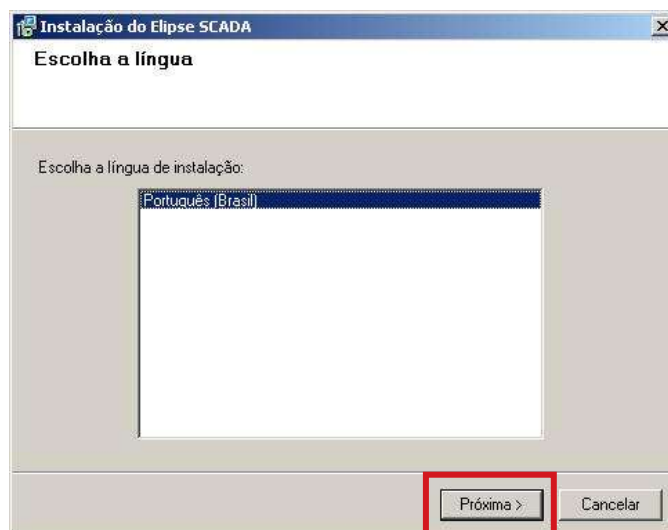 Instalação do Elipse SCADA
Escolha a língua
Escolha a língua de instalação:
Português (Brasil)
Próxima >
Cancelar